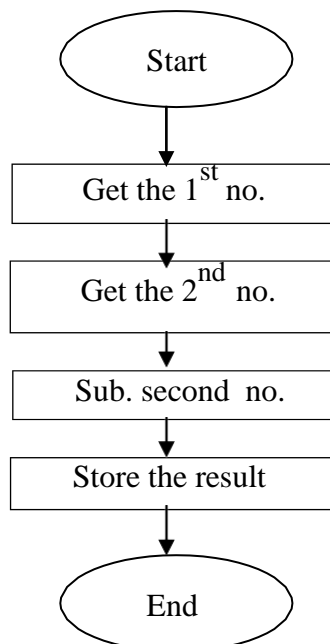 Start
Get the 1st no.
Get the 2nd no.
Sub. second no.
Store the result
End